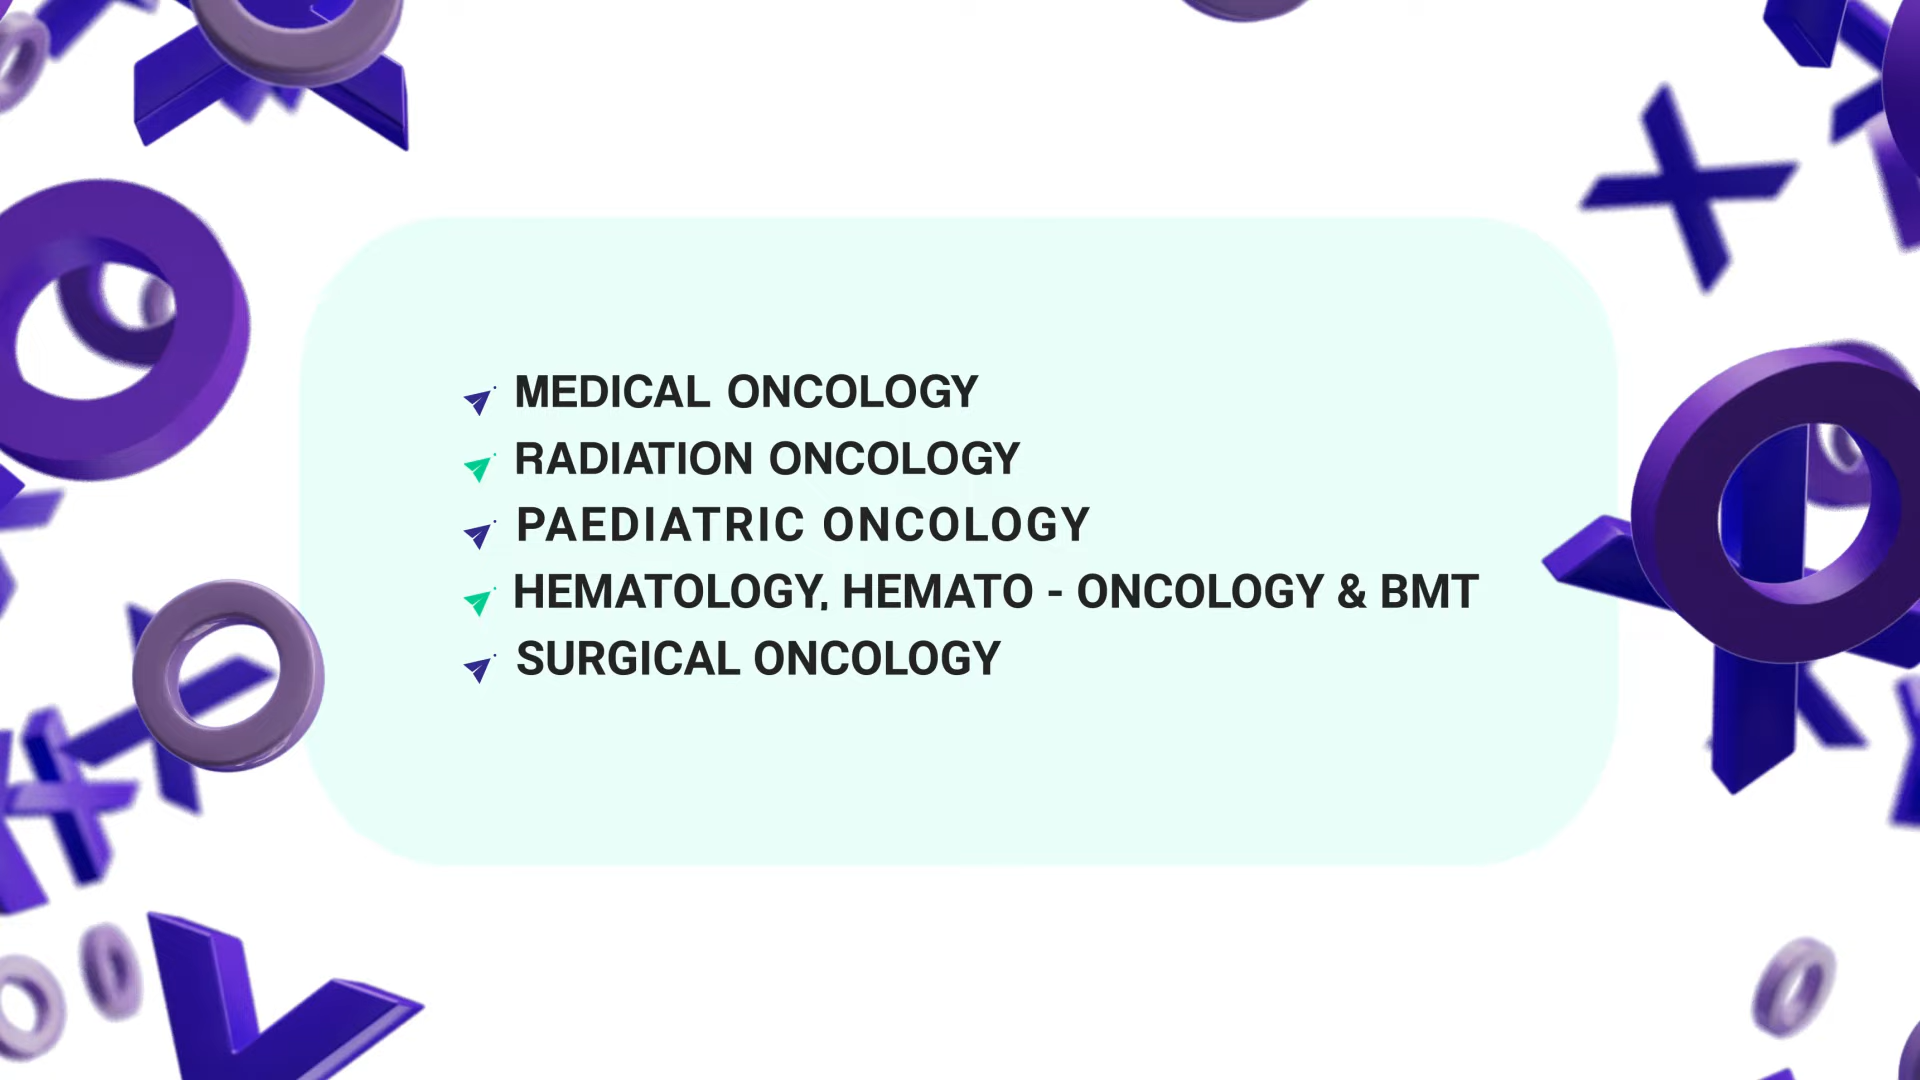 MEDICAL ONCOLOGY
RADIATION ONCOLOGY
PAEDIATRIC ONCOLOGY
HEMATOLOGY, HEMATO - ONCOLOGY & BMT
SURGICAL ONCOLOGY